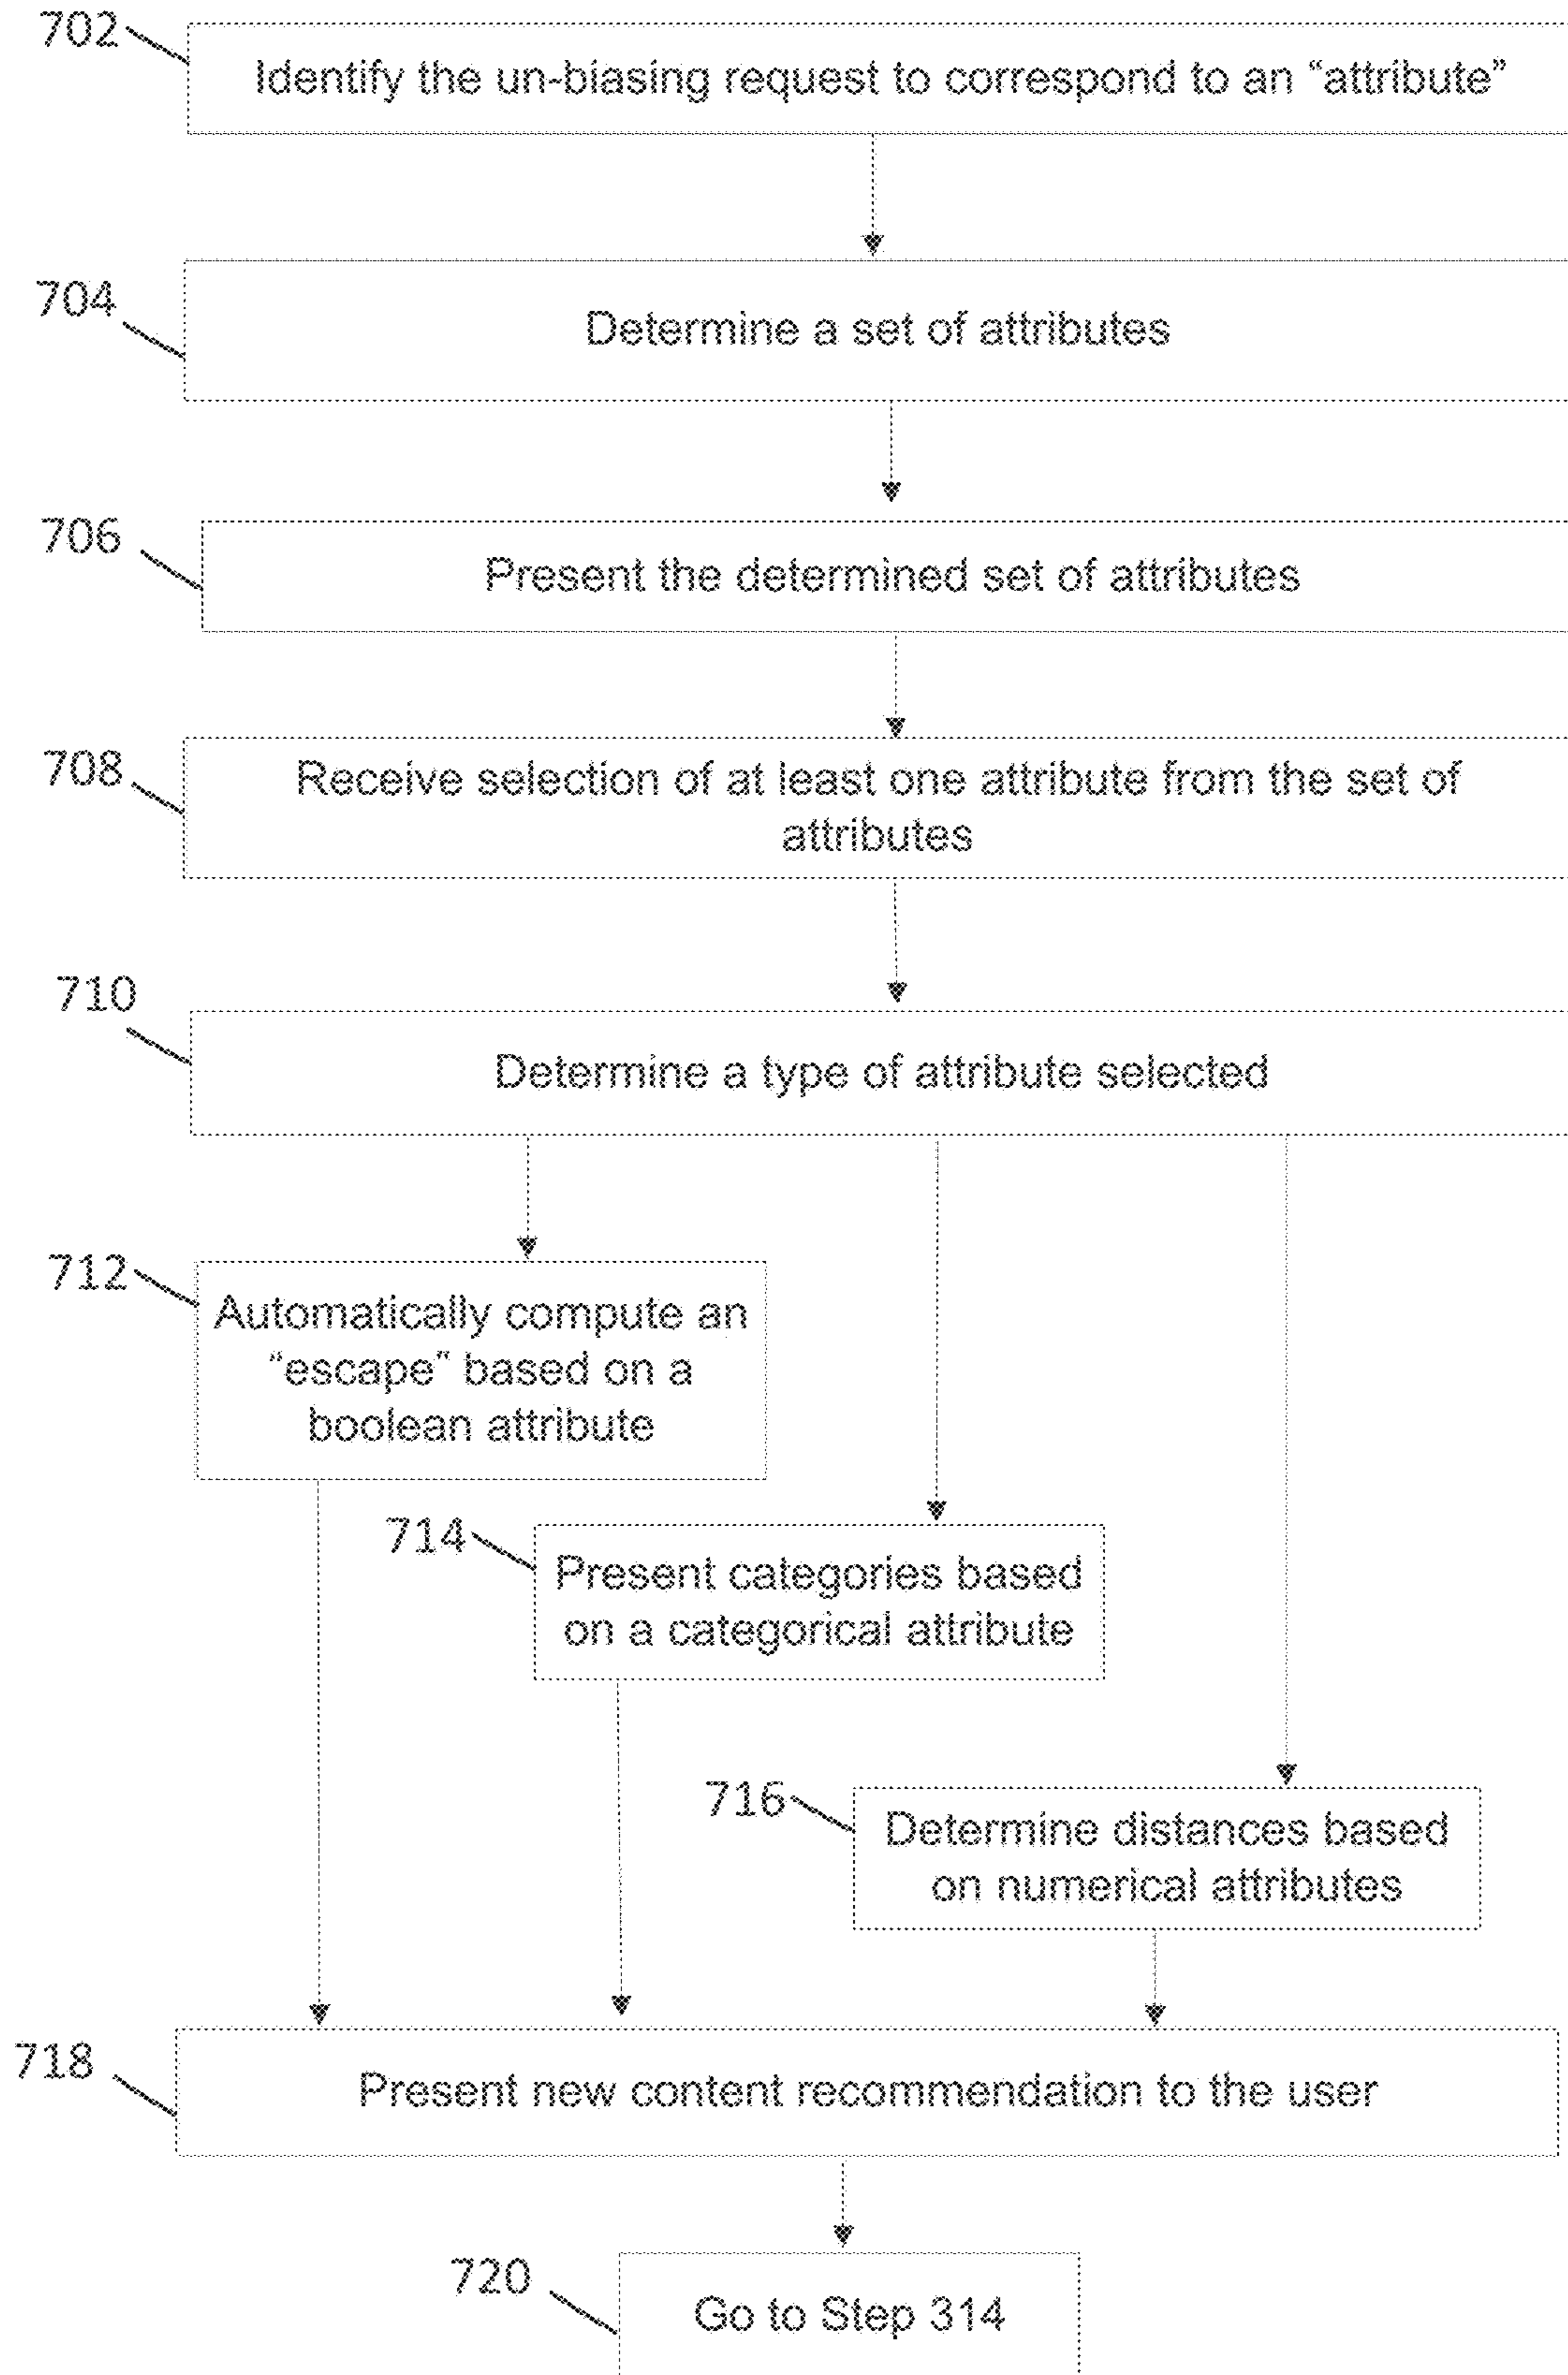 702
Identify the un-biasing request to correspond to an “attribute”
704
Determine a set of attributes
706
Present the determined set of attributes
708
Receive selection of at least one attribute from the set of
attributes
710
Determine a type of attribute selected
712
Automatically compute an
“escape” based on a
boolean attribute
714
Present categories based
on a categorical attribute
716
Determine distances based
on numerical attributes
718
Present new content recommendation to the user
720
Go to Step 314